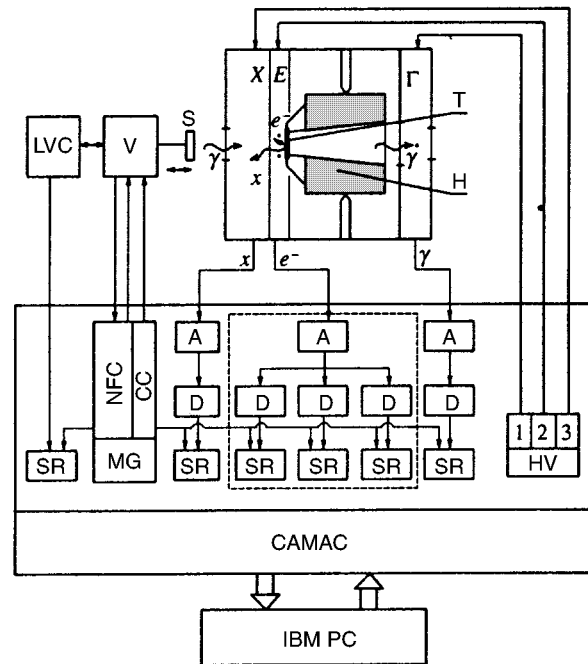 X E Γ
S
T
LVC V
e⁻
γ γ
x
H
x e⁻ γ
A A A
NFC CC
D D D D D
1 2 3
SR MG SR SR SR SR SR HV
CAMAC
IBM PC